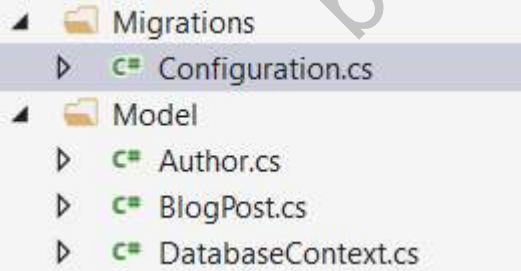 Migrations
C# Configuration.cs
Model
C# Author.cs
C# BlogPost.cs
C# DatabaseContext.cs